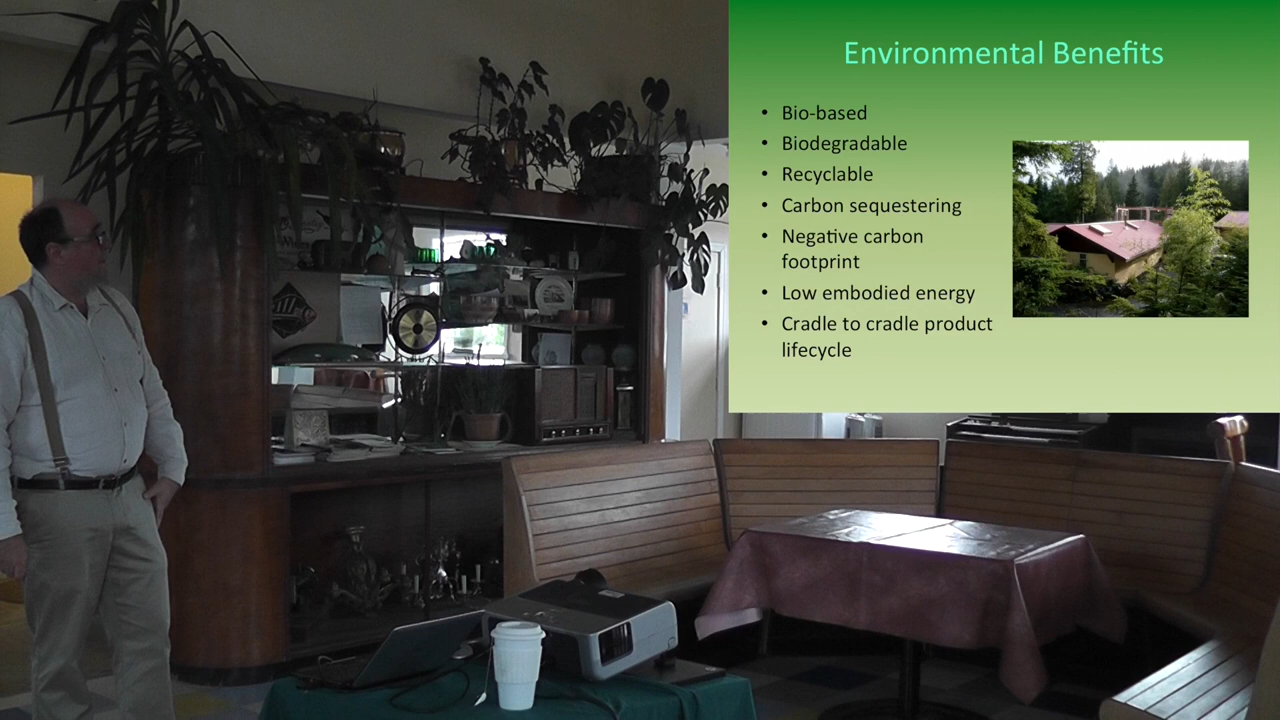 Environmental Benefits
• Bio-based
• Biodegradable
• Recyclable
• Carbon sequestering
• Negative carbon
footprint
• Low embodied energy
• Cradle to cradle product
lifecycle